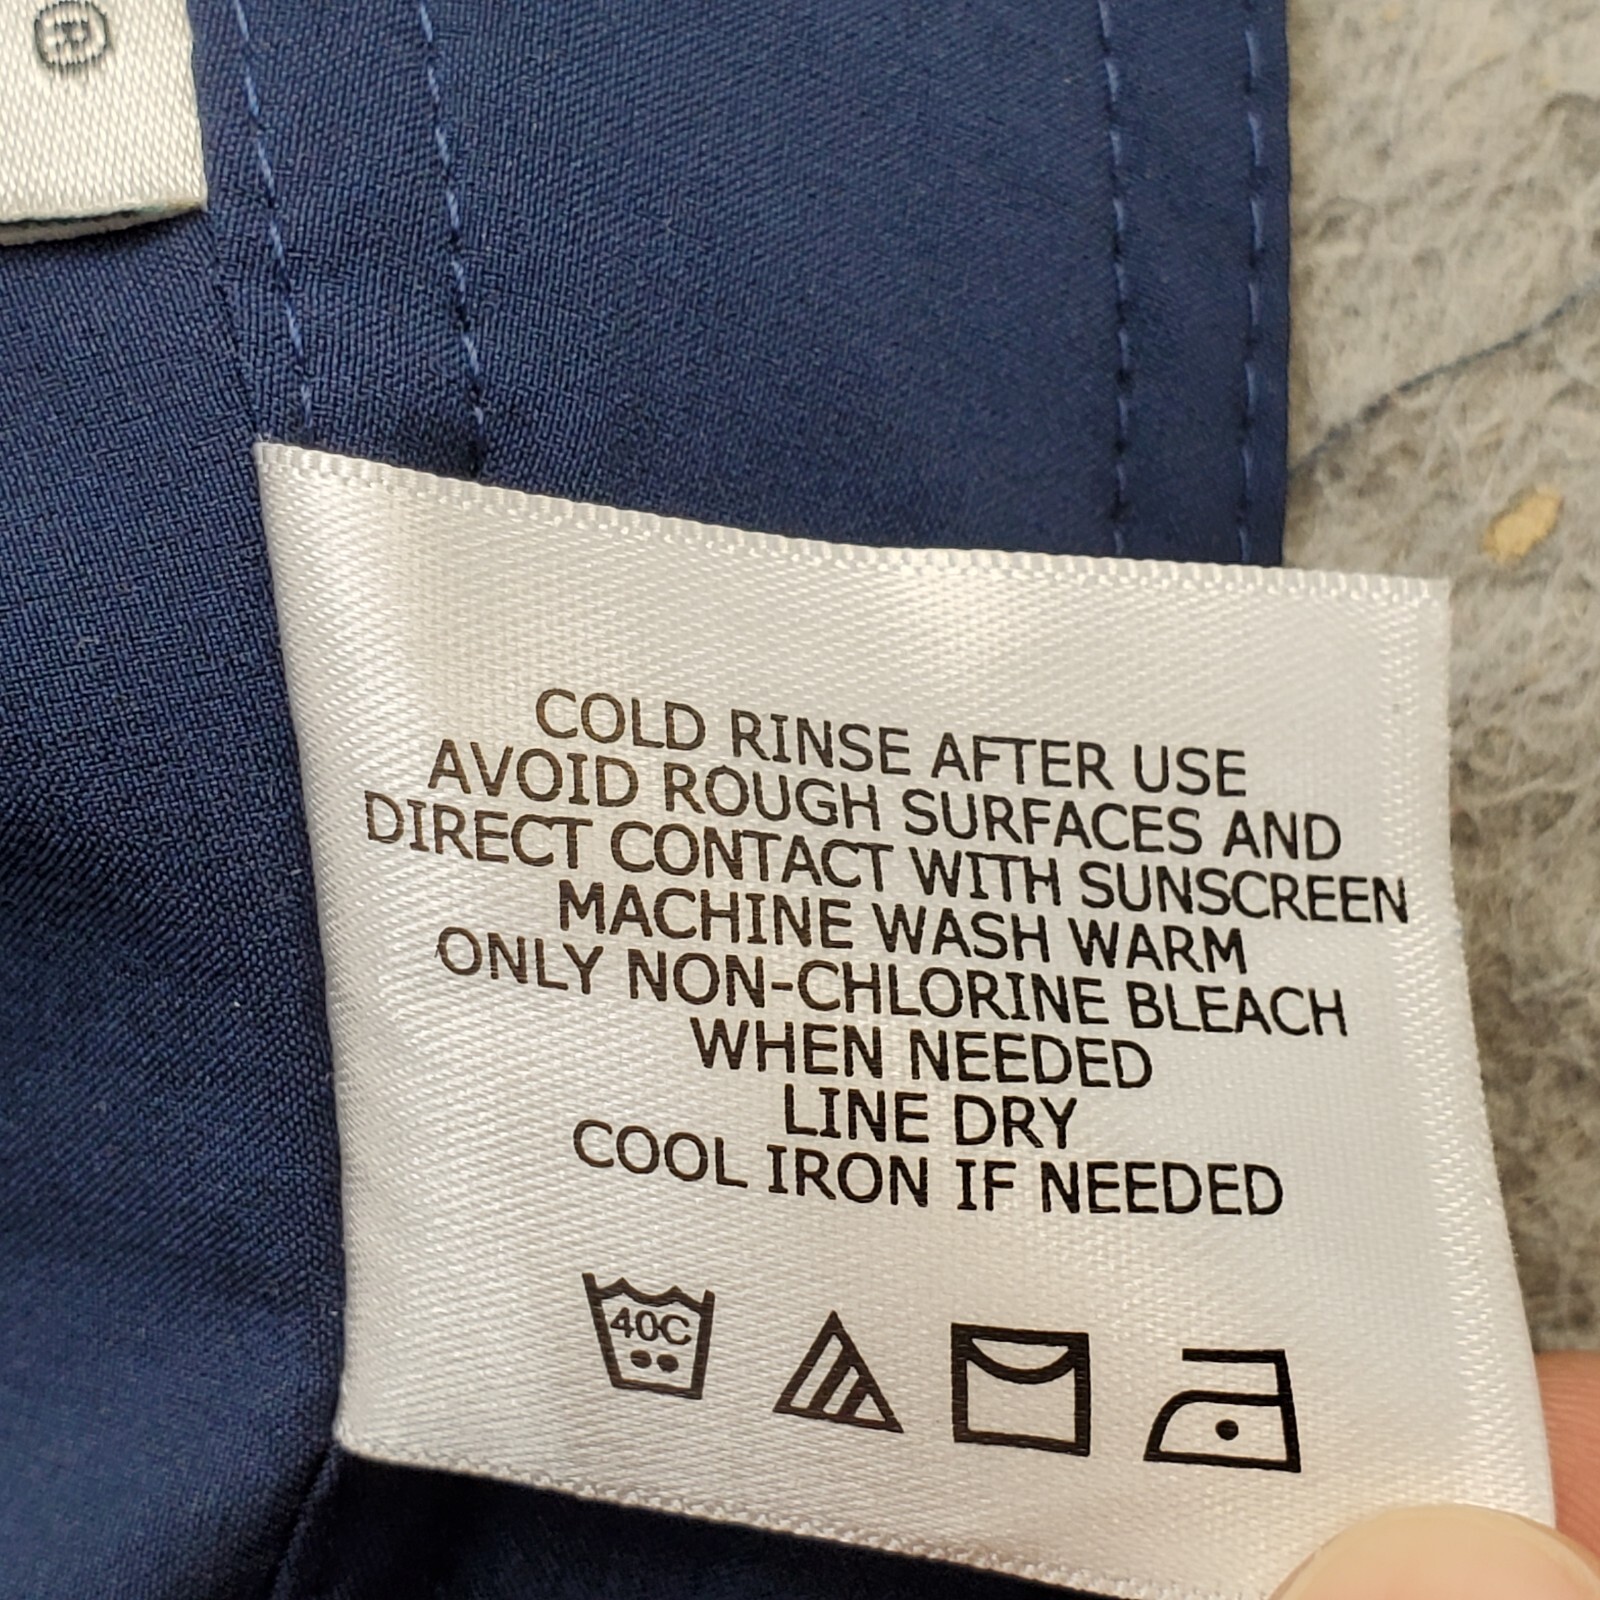 ®
COLD RINSE AFTER USE
AVOID ROUGH SURFACES AND
DIRECT CONTACT WITH SUNSCREEN
MACHINE WASH WARM
ONLY NON-CHLORINE BLEACH
WHEN NEEDED
LINE DRY
COOL IRON IF NEEDED
40C